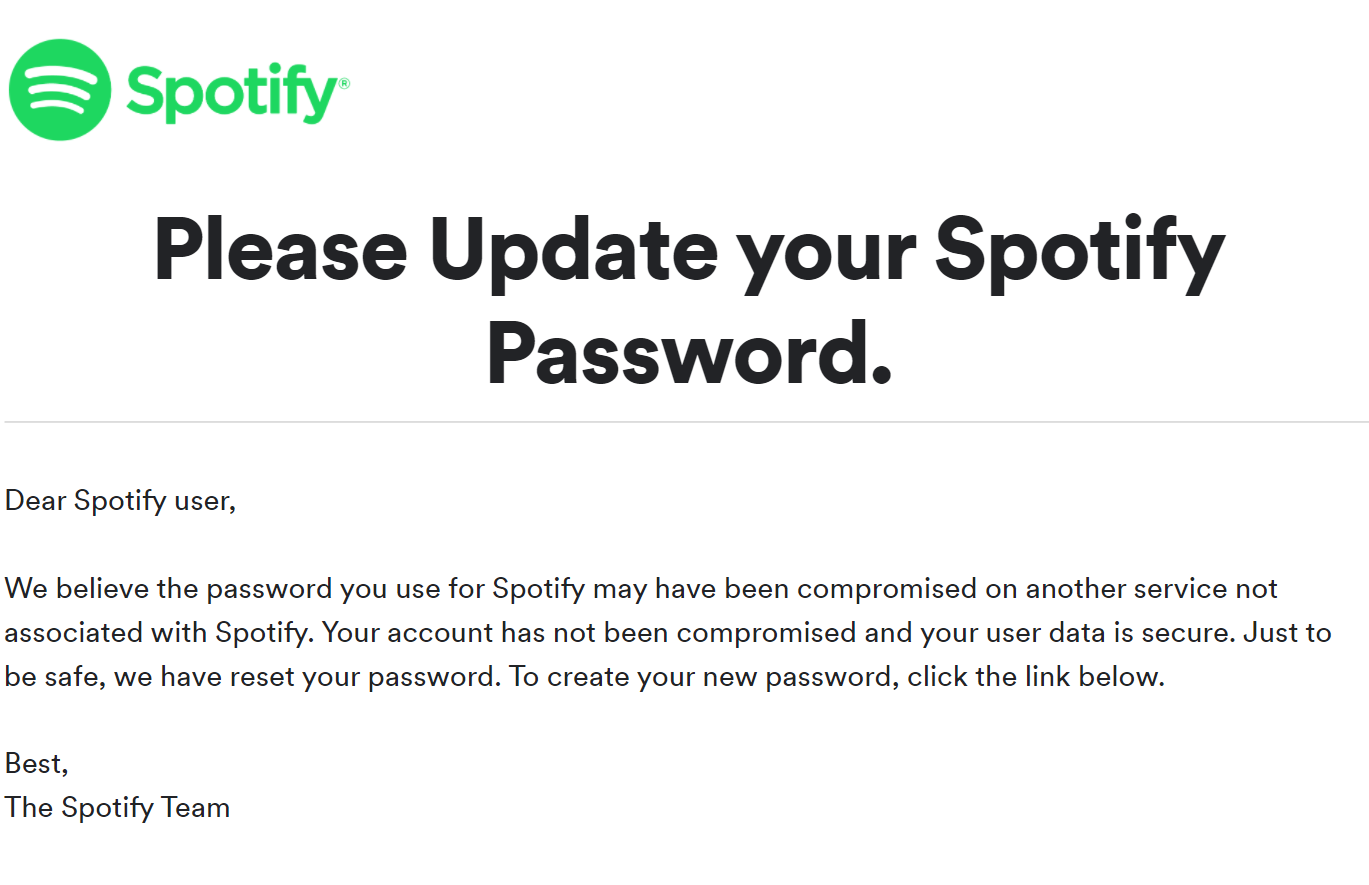 Spotify®
Please Update your Spotify
Password.
Dear Spotify user,
We believe the password you use for Spotify may have been compromised on another service not
associated with Spotify. Your account has not been compromised and your user data is secure. Just to
be safe, we have reset your password. To create your new password, click the link below.
Best,
The Spotify Team